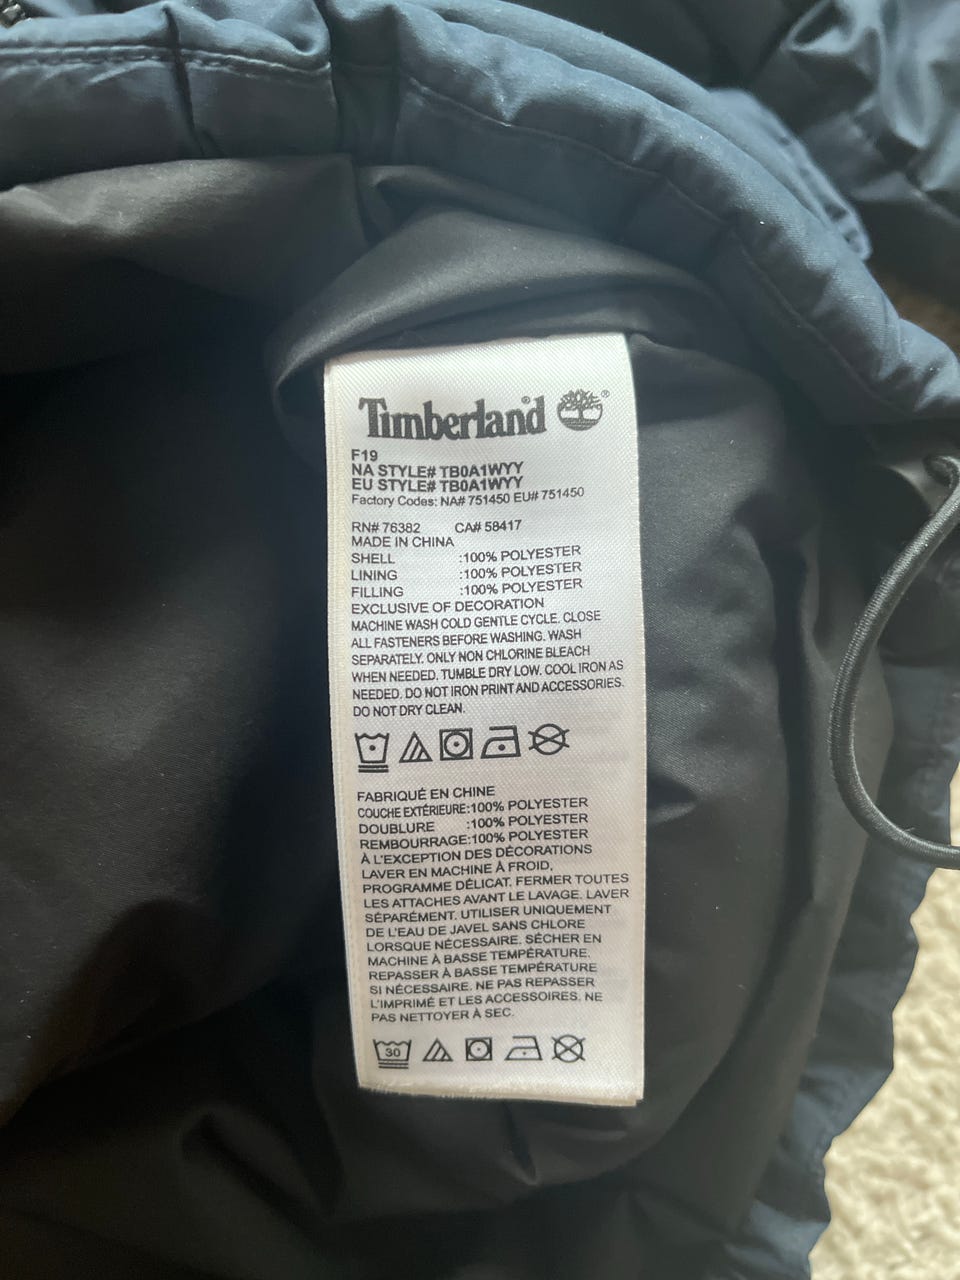 Timberland®
®
F19
NA STYLE# TB0A1WYY
EU STYLE# TB0A1WYY
Factory Codes: NA# 751450 EU# 751450
RN# 76382 CA# 58417
MADE IN CHINA
SHELL :100% POLYESTER
LINING :100% POLYESTER
FILLING :100% POLYESTER
EXCLUSIVE OF DECORATION
MACHINE WASH COLD GENTLE CYCLE. CLOSE
ALL FASTENERS BEFORE WASHING. WASH
SEPARATELY. ONLY NON CHLORINE BLEACH
WHEN NEEDED. TUMBLE DRY LOW. COOL IRON AS
NEEDED. DO NOT IRON PRINT AND ACCESSORIES.
DO NOT DRY CLEAN.
FABRIQUÉ EN CHINE
COUCHE EXTÉRIEURE:100% POLYESTER
DOUBLURE :100% POLYESTER
REMBOURRAGE:100% POLYESTER
À L'EXCEPTION DES DÉCORATIONS
LAVER EN MACHINE À FROID,
PROGRAMME DÉLICAT. FERMER TOUTES
LES ATTACHES AVANT LE LAVAGE. LAVER
SÉPARÉMENT. UTILISER UNIQUEMENT
DE L'EAU DE JAVEL SANS CHLORE
LORSQUE NÉCESSAIRE. SÉCHER EN
MACHINE À BASSE TEMPÉRATURE.
REPASSER À BASSE TEMPÉRATURE
SI NÉCESSAIRE. NE PAS REPASSER
L'IMPRIMÉ ET LES ACCESSOIRES. NE
PAS NETTOYER À SEC.
30